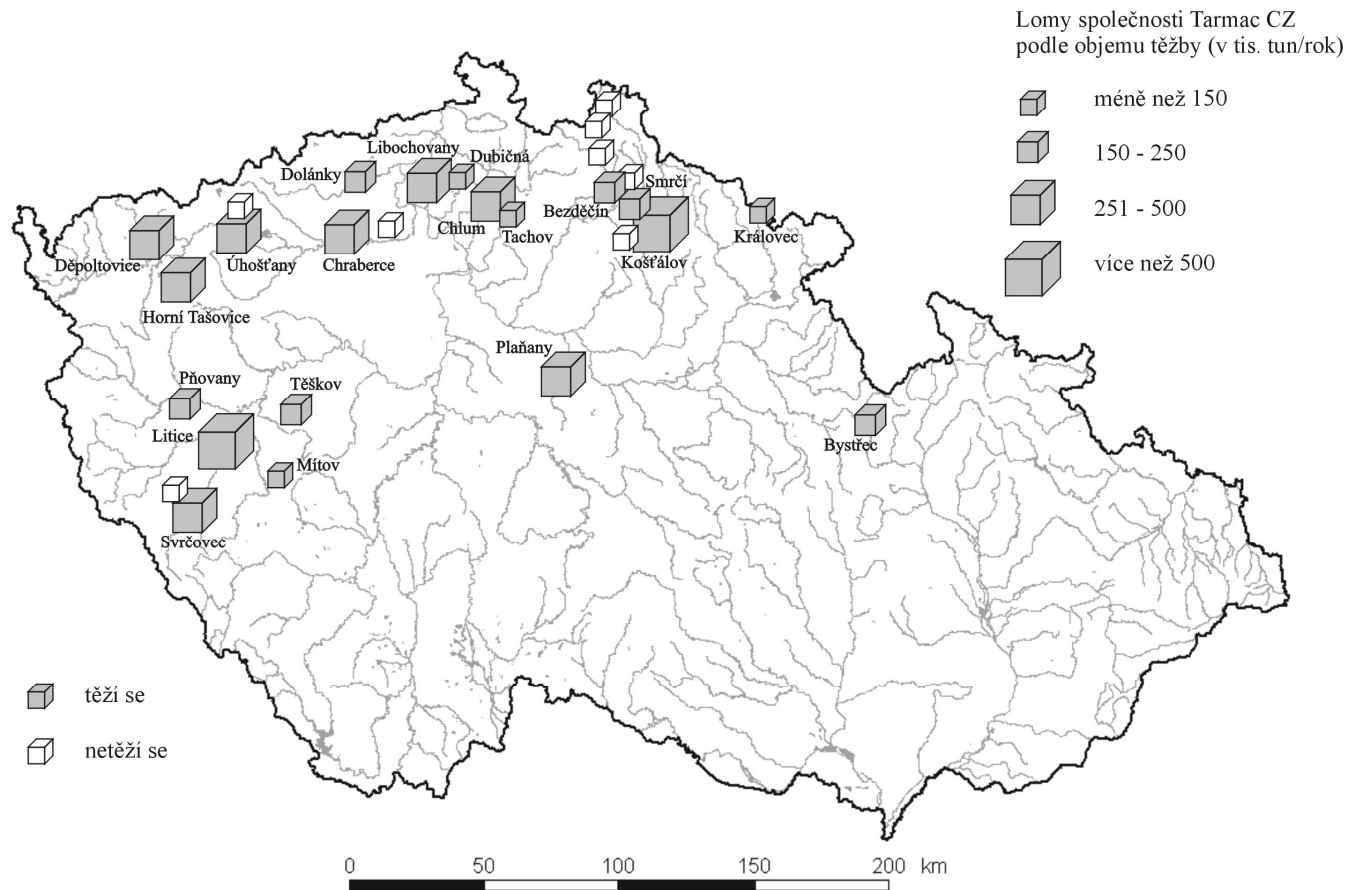 Lomy společnosti Tarmac CZ
podle objemu těžby (v tis. tun/rok)
méně než 150
150 - 250
251 - 500
více než 500
Libochovany
Dubičná
Dolánky
Smrčí
Bezděčín
Chlum
Tachov
Královec
Děpoltovice
Úhošťany
Chraberce
Košťálov
Horní Tašovice
Plaňany
Pňovany
Těškov
Litice
Bystřec
Mítov
Svrčovec
těží se
netěží se
0 50 100 150 200 km